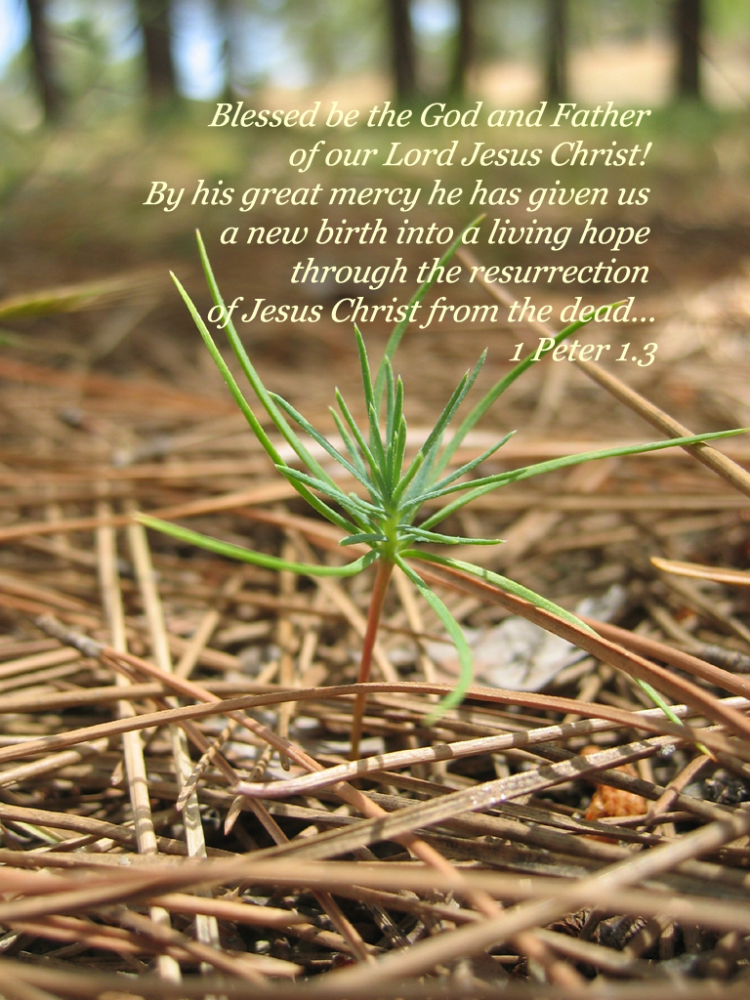 Blessed be the God and Father
of our Lord Jesus Christ!
By his great mercy he has given us
a new birth into a living hope
through the resurrection
of Jesus Christ from the dead...
1 Peter 1.3